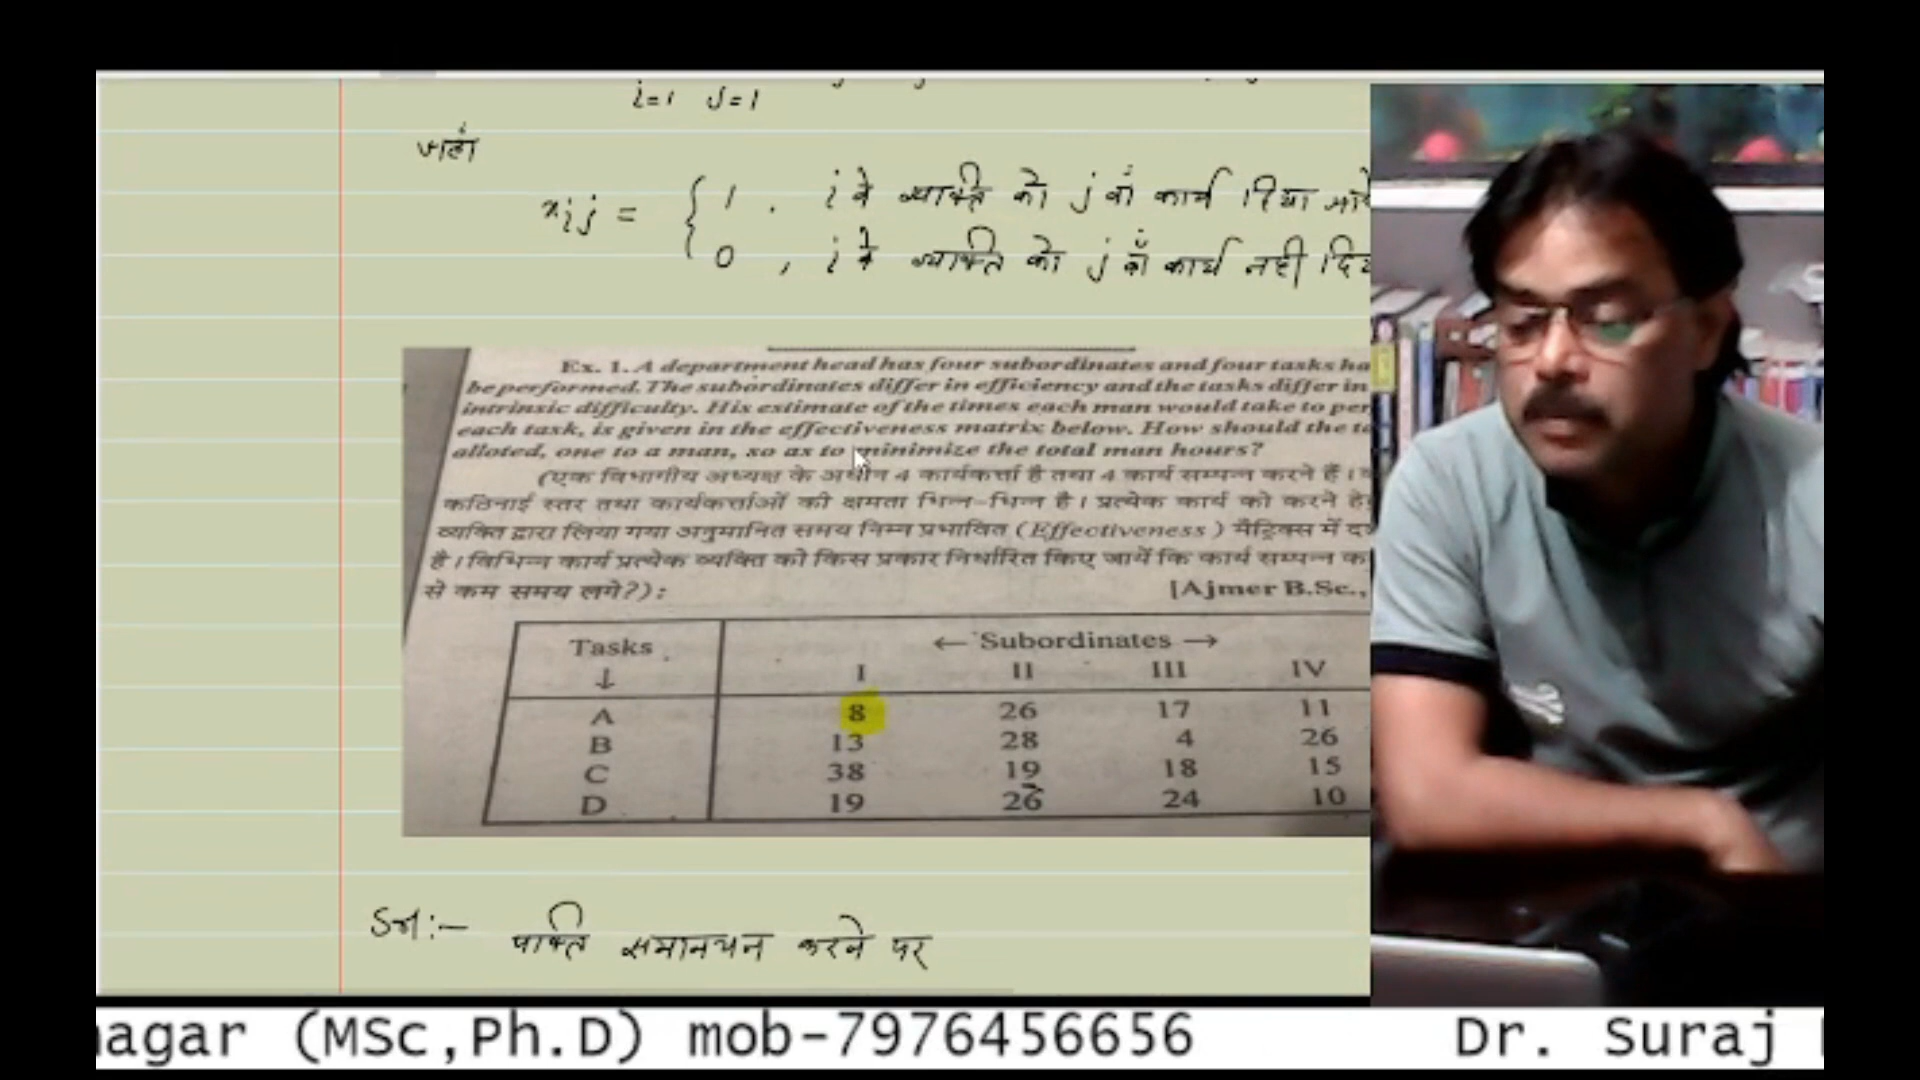 i=1 j=1
जहाँ
xij = { 1 . i वे व्यक्ति को j वाँ कार्य दिया जाये
0 , i वे व्यक्ति को j वाँ कार्य नही
Ex. 1. A department head has four subordinates and four tasks ha
be performed. The subordinates differ in efficiency and the tasks differ in
intrinsic difficulty. His estimate of the times each man would take to per
each task, is given in the effectiveness matrix below. How should the ta
alloted, one to a man, so as to minimize the total man hours?
(एक विभागीय अध्यक्ष के अधीन 4 कार्यकर्त्ता है तथा 4 कार्य सम्पन्न करने हैं।
कठिनाई स्तर तथा कार्यकर्त्ताओं की क्षमता भिन्न-भिन्न है। प्रत्येक कार्य को करने
व्यक्ति द्वारा लिया गया अनुमानित समय निम्न प्रभावित (Effectiveness) मैट्रिक्स में
है। विभिन्न कार्य प्रत्येक व्यक्ति को किस प्रकार निर्धारित किए जायें कि कार्य सम्पन्न
से कम समय लगे?): [Ajmer B.Sc.,
Tasks ← Subordinates →
↓ I II III IV
A 8 26 17 11
B 13 28 4 26
C 38 19 18 15
D 19 26 24 10
उत्तर:- पंक्ति समानयन करने पर
nagar (MSc,Ph.D) mob-7976456656 Dr. Suraj